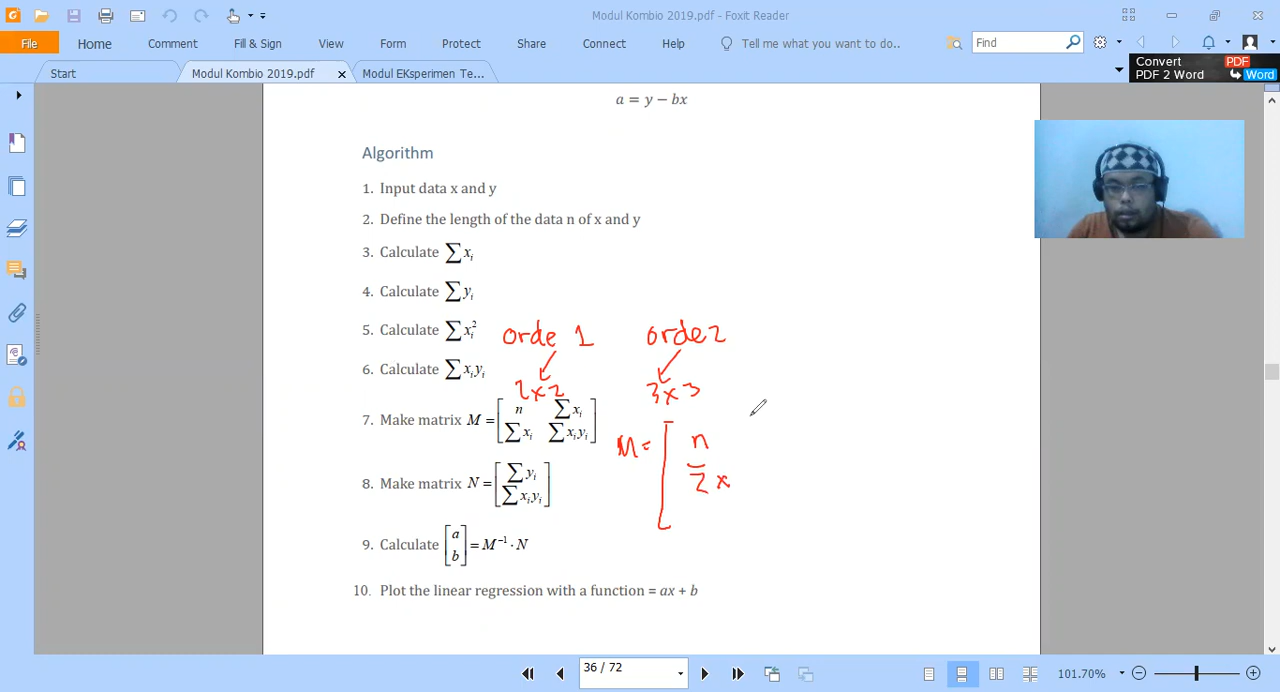 Modul Kombio 2019.pdf - Foxit Reader
File Home Comment Fill & Sign View Form Protect Share Connect Help Tell me what you want to do.. Find
Start Modul Kombio 2019.pdf Modul EKsperimen Te...
Convert PDF
PDF 2 Word Word
a = y − bx
Algorithm
1. Input data x and y
2. Define the length of the data n of x and y
3. Calculate ∑ xᵢ
4. Calculate ∑ yᵢ
5. Calculate ∑ xᵢ²
orde 1 orde 2
6. Calculate ∑ xᵢyᵢ
2x2 3x3
7. Make matrix M = [ n ∑ xᵢ
∑ xᵢ ∑ xᵢyᵢ ]
M = [ n
∑ x
8. Make matrix N = [ ∑ yᵢ
∑ xᵢyᵢ ]
9. Calculate [ a
b ] = M⁻¹ · N
10. Plot the linear regression with a function = ax + b
36 / 72 101.70%